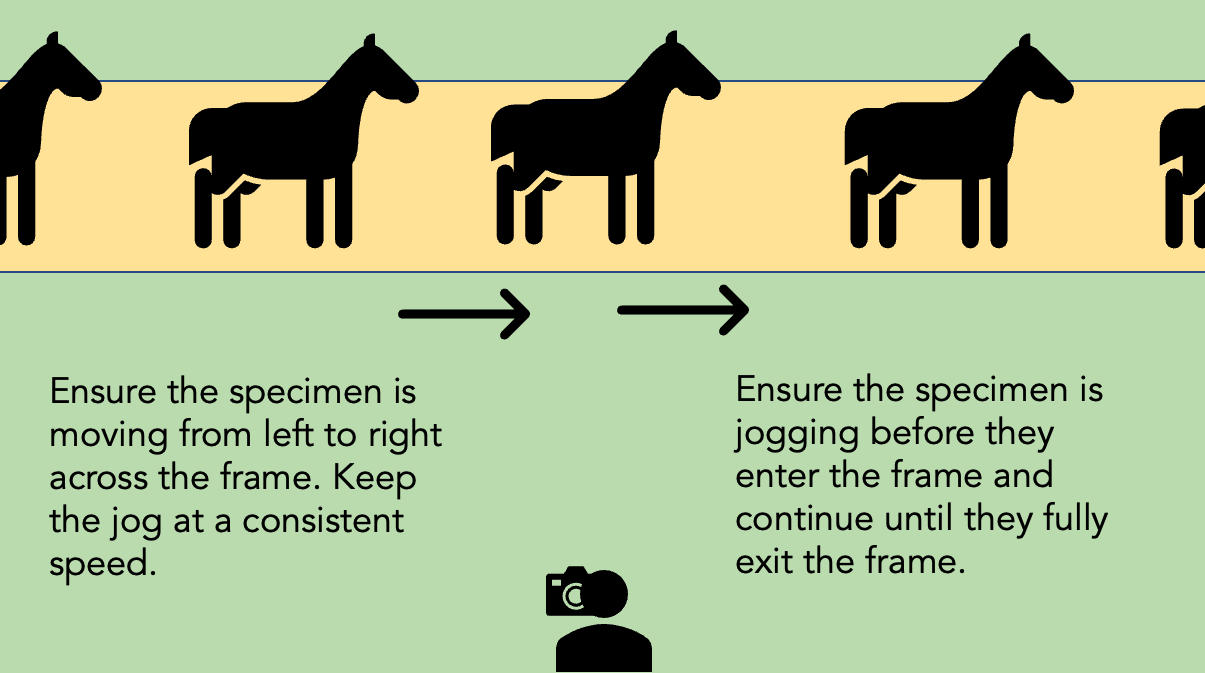 Ensure the specimen is
moving from left to right
across the frame. Keep
the jog at a consistent
speed.
Ensure the specimen is
jogging before they
enter the frame and
continue until they fully
exit the frame.